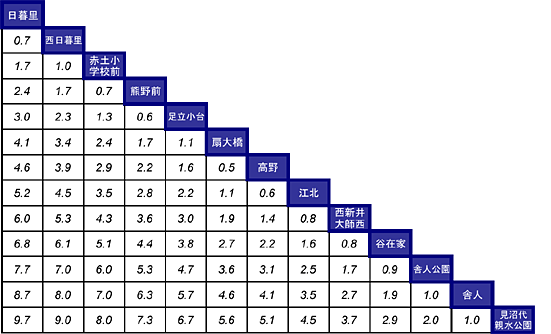 日暮里
0.7 西日暮里
1.7 1.0 赤土小
学校前
2.4 1.7 0.7 熊野前
3.0 2.3 1.3 0.6 足立小台
4.1 3.4 2.4 1.7 1.1 扇大橋
4.6 3.9 2.9 2.2 1.6 0.5 高野
5.2 4.5 3.5 2.8 2.2 1.1 0.6 江北
6.0 5.3 4.3 3.6 3.0 1.9 1.4 0.8 西新井
大師西
6.8 6.1 5.1 4.4 3.8 2.7 2.2 1.6 0.8 谷在家
7.7 7.0 6.0 5.3 4.7 3.6 3.1 2.5 1.7 0.9 舎人公園
8.7 8.0 7.0 6.3 5.7 4.6 4.1 3.5 2.7 1.9 1.0 舎人
9.7 9.0 8.0 7.3 6.7 5.6 5.1 4.5 3.7 2.9 2.0 1.0 見沼代
親水公園